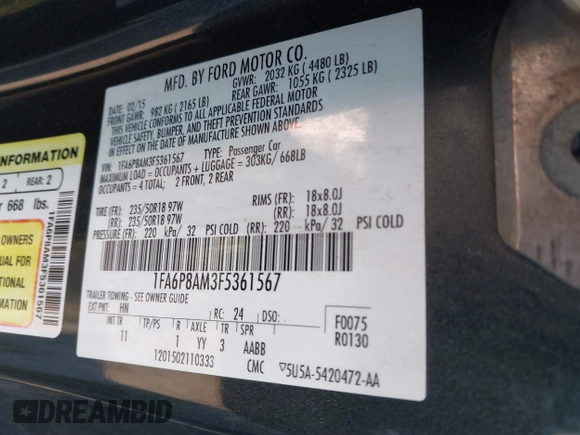 MFD. BY FORD MOTOR CO.
DATE: 02/15 GVWR: 2032 KG ( 4480 LB)
FRONT GAWR: 982 KG ( 2165 LB) REAR GAWR: 1055 KG ( 2325 LB)
THIS VEHICLE CONFORMS TO ALL APPLICABLE FEDERAL MOTOR
VEHICLE SAFETY, BUMPER, AND THEFT PREVENTION STANDARDS
IN EFFECT ON THE DATE OF MANUFACTURE SHOWN ABOVE.
VIN: 1FA6P8AM3F5361567 TYPE: Passenger Car
MAXIMUM LOAD = OCCUPANTS + LUGGAGE = 303KG/ 668LB
OCCUPANTS = 4 TOTAL; 2 FRONT, 2 REAR
TIRE (FR): 235/50R18 97W RIMS (FR): 18x8.0J
(RR): 235/50R18 97W (RR): 18x8.0J
PRESSURE (FR): 220 kPa/ 32 PSI COLD (RR): 220 kPa/ 32 PSI COLD
1FA6P8AM3F5361567
TRAILER TOWING - SEE OWNER GUIDE
EXT PNT: HN RC: 24 DSO:
INT TR TP/PS R AXLE TR SPR
11 1 YY 3 AABB
1201502110333 CMC
F0075
R0130
▽5U5A-5420472-AA
INFORMATION
2 REAR: 2
r 668 lbs.
OWNERS
NUAL FOR
TIONAL
MATION
1FA6P8AM3F5361567
DREAMBID